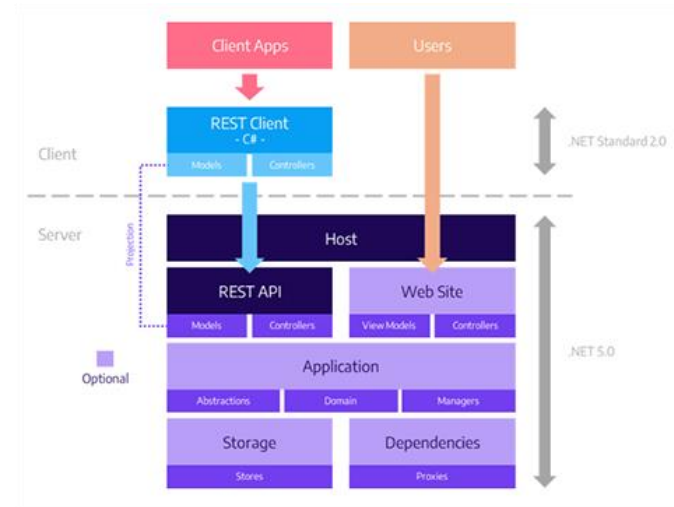 Client Apps
Users
REST Client
- C# -
Models
Controllers
Client
.NET Standard 2.0
Server
Projection
Host
REST API
Web Site
Models
Controllers
View Models
Controllers
.NET 5.0
Optional
Application
Abstractions
Domain
Managers
Storage
Dependencies
Stores
Proxies